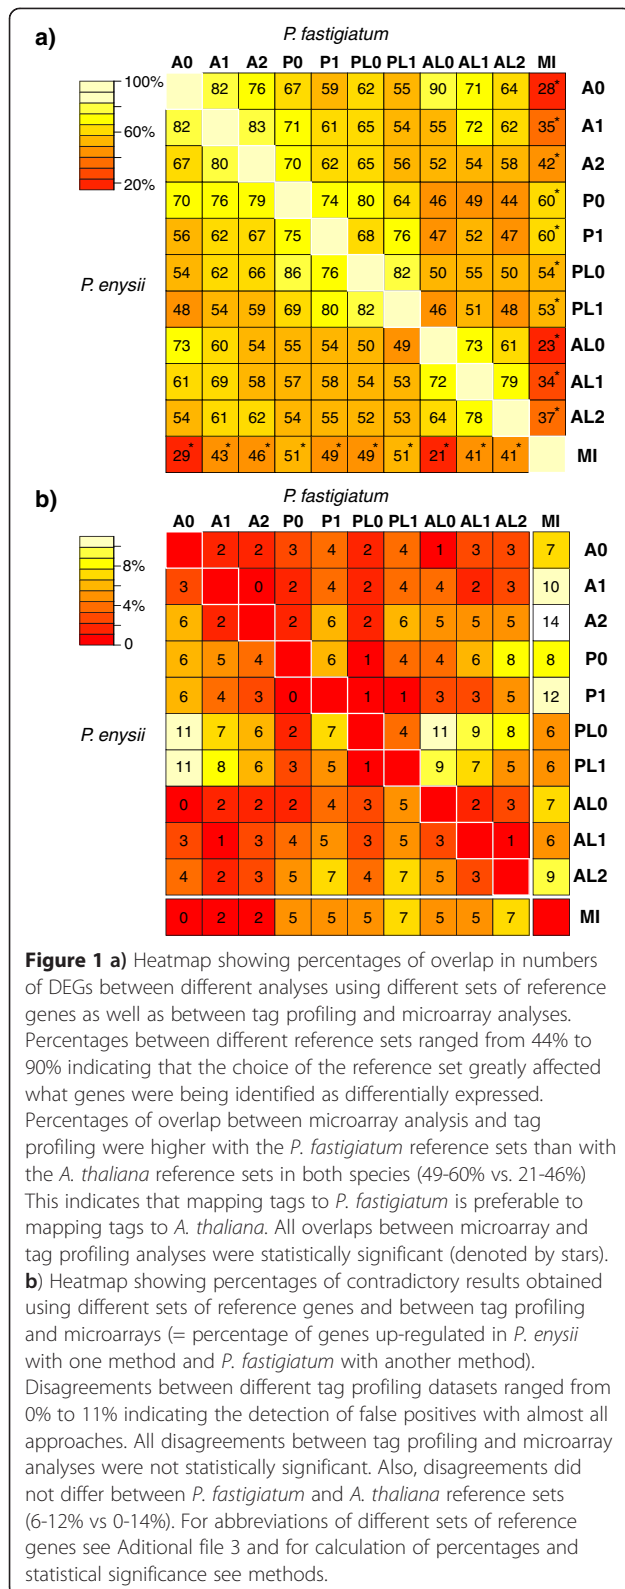 a)
P. fastigiatum
A0 A1 A2 P0 P1 PL0 PL1 AL0 AL1 AL2 MI
100%
60%
20%
P. enysii
82 76 67 59 62 55 90 71 64 28* A0
82 83 71 61 65 54 55 72 62 35* A1
67 80 70 62 65 56 52 54 58 42* A2
70 76 79 74 80 64 46 49 44 60* P0
56 62 67 75 68 76 47 52 47 60* P1
54 62 66 86 76 82 50 55 50 54* PL0
48 54 59 69 80 82 46 51 48 53* PL1
73 60 54 55 54 50 49 73 61 23* AL0
61 69 58 57 58 54 53 72 79 34* AL1
54 61 62 54 55 52 53 64 78 37* AL2
29* 43* 46* 51* 49* 49* 51* 21* 41* 41* MI
b)
P. fastigiatum
A0 A1 A2 P0 P1 PL0 PL1 AL0 AL1 AL2 MI
8%
4%
0
P. enysii
2 2 3 4 2 4 1 3 3 7 A0
3 0 2 4 2 4 4 2 3 10 A1
6 2 2 6 2 6 5 5 5 14 A2
6 5 4 6 1 4 4 6 8 8 P0
6 4 3 0 1 1 3 3 5 12 P1
11 7 6 2 7 4 11 9 8 6 PL0
11 8 6 3 5 1 9 7 5 6 PL1
0 2 2 2 4 3 5 2 3 7 AL0
3 1 3 4 5 3 5 3 1 6 AL1
4 2 3 5 7 4 7 5 3 9 AL2
0 2 2 5 5 5 7 5 5 7 MI
Figure 1 a) Heatmap showing percentages of overlap in numbers
of DEGs between different analyses using different sets of reference
genes as well as between tag profiling and microarray analyses.
Percentages between different reference sets ranged from 44% to
90% indicating that the choice of the reference set greatly affected
what genes were being identified as differentially expressed.
Percentages of overlap between microarray analysis and tag
profiling were higher with the P. fastigiatum reference sets than with
the A. thaliana reference sets in both species (49-60% vs. 21-46%)
This indicates that mapping tags to P. fastigiatum is preferable to
mapping tags to A. thaliana. All overlaps between microarray and
tag profiling analyses were statistically significant (denoted by stars).
b) Heatmap showing percentages of contradictory results obtained
using different sets of reference genes and between tag profiling
and microarrays (= percentage of genes up-regulated in P. enysii
with one method and P. fastigiatum with another method).
Disagreements between different tag profiling datasets ranged from
0% to 11% indicating the detection of false positives with almost all
approaches. All disagreements between tag profiling and microarray
analyses were not statistically significant. Also, disagreements did
not differ between P. fastigiatum and A. thaliana reference sets
(6-12% vs 0-14%). For abbreviations of different sets of reference
genes see Aditional file 3 and for calculation of percentages and
statistical significance see methods.